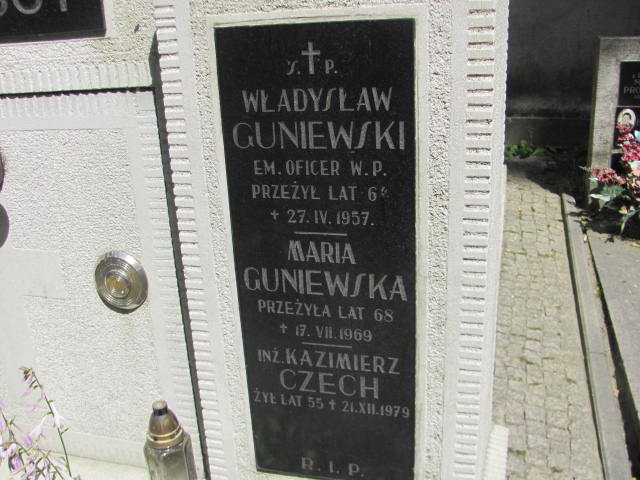 Ś. P.
WŁADYSŁAW
GUNIEWSKI
EM. OFICER W. P.
PRZEŻYŁ LAT
† 27. IV. 1957.
MARIA
GUNIEWSKA
PRZEŻYŁA LAT 68
† 17. VII. 1969
INŻ. KAZIMIERZ
CZECH
ŻYŁ LAT 55 † 21.XII.1979
R. I. P.